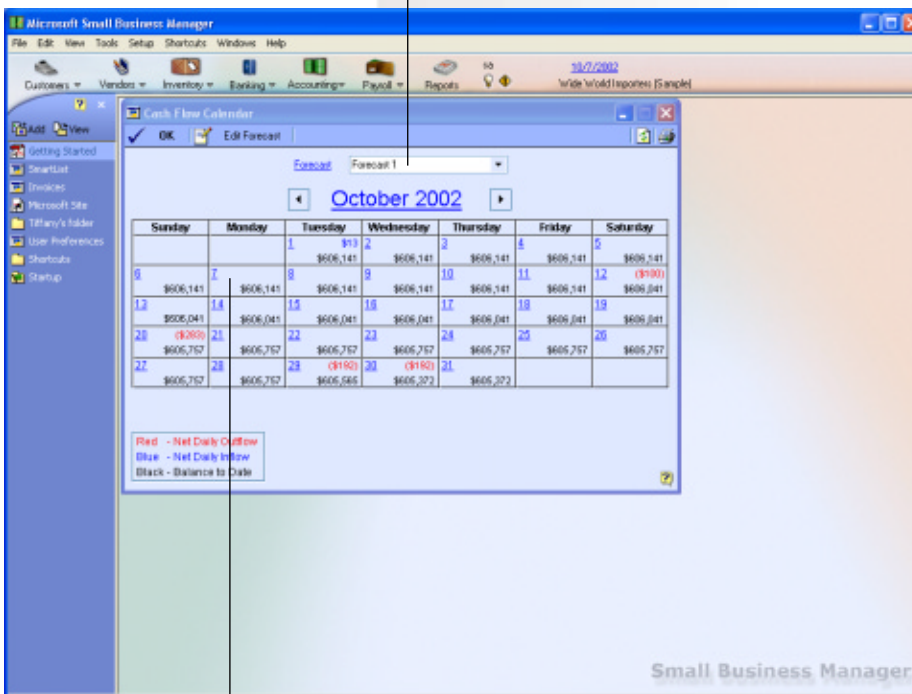 Microsoft Small Business Manager
File Edit View Tools Setup Shortcuts Windows Help
Customers Vendors Inventory Banking Accounting Payroll Reports
10/7/2002
Wide World Importers [Sample]
Add View
Getting Started
SmartList
Invoices
Microsoft Site
Tiffany's folder
User Preferences
Shortcuts
Startup
Cash Flow Calendar
OK Edit Forecast
Forecast Forecast 1
October 2002
Sunday Monday Tuesday Wednesday Thursday Friday Saturday
1 $13 2 3 4 5
$606,141 $606,141 $606,141 $606,141 $606,141
6 7 8 9 10 11 12 ($100)
$606,141 $606,141 $606,141 $606,141 $606,141 $606,141 $606,041
13 14 15 16 17 18 19
$606,041 $606,041 $606,041 $606,041 $606,041 $606,041 $606,041
20 ($283) 21 22 23 24 25 26
$605,757 $605,757 $605,757 $605,757 $605,757 $605,757 $605,757
27 28 29 ($192) 30 ($192) 31
$605,757 $605,757 $605,565 $605,372 $605,372
Red - Net Daily Outflow
Blue - Net Daily Inflow
Black - Balance to Date
Small Business Manager